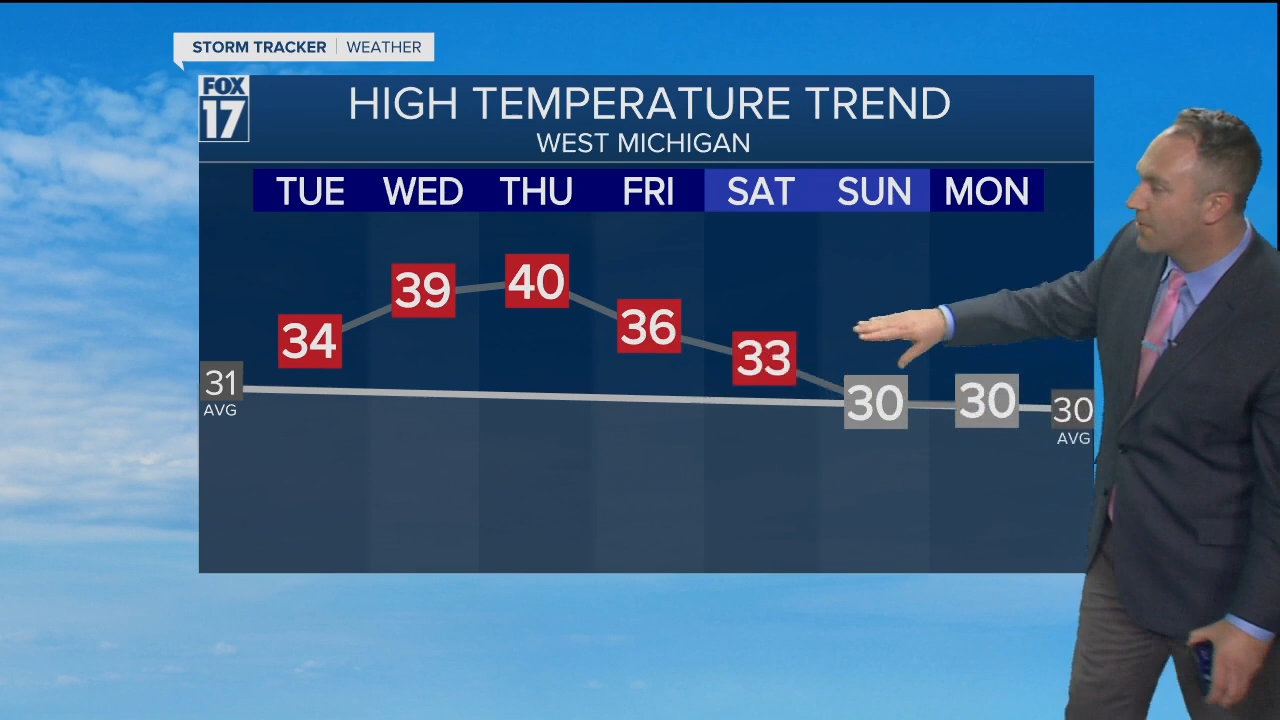 STORM TRACKER | WEATHER
FOX
17
HIGH TEMPERATURE TREND
WEST MICHIGAN
TUE WED THU FRI SAT SUN MON
34 39 40 36 33 30 30
31
AVG
30
AVG